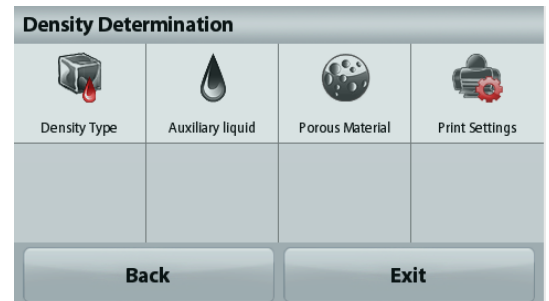 Density Determination
Density Type
Auxiliary liquid
Porous Material
Print Settings
Back
Exit